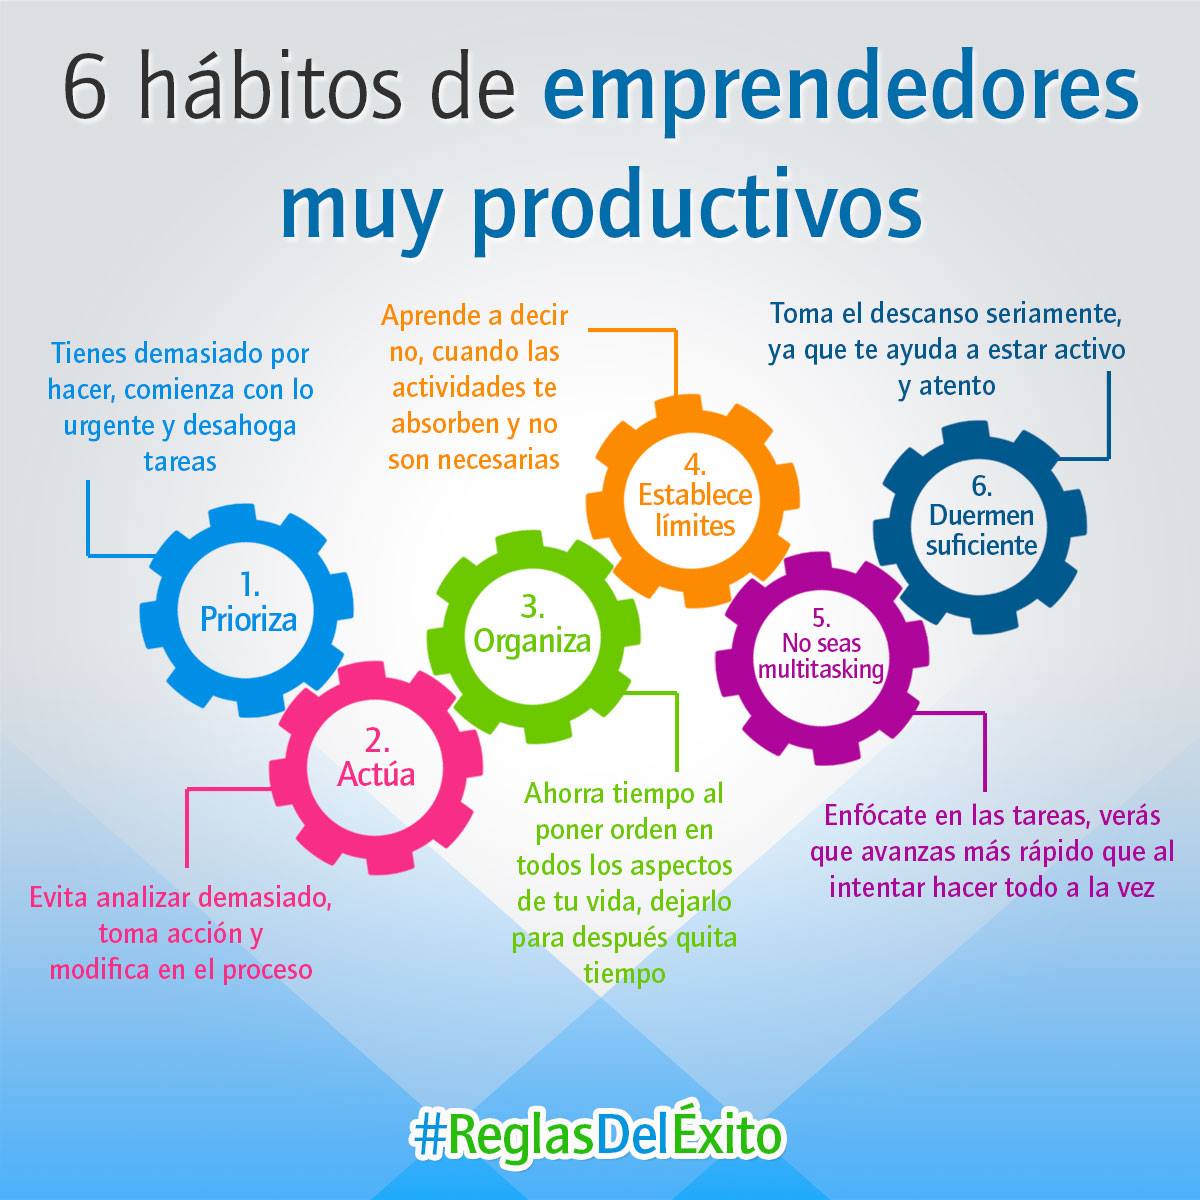 6 hábitos de emprendedores
muy productivos
Tienes demasiado por
hacer, comienza con lo
urgente y desahoga
tareas
1.
Prioriza
2.
Actúa
Evita analizar demasiado,
toma acción y
modifica en el proceso
3.
Organiza
Ahorra tiempo al
poner orden en
todos los aspectos
de tu vida, dejarlo
para después quita
tiempo
Aprende a decir
no, cuando las
actividades te
absorben y no
son necesarias
4.
Establece
límites
5.
No seas
multitasking
Enfócate en las tareas, verás
que avanzas más rápido que al
intentar hacer todo a la vez
Toma el descanso seriamente,
ya que te ayuda a estar activo
y atento
6.
Duermen
suficiente
#ReglasDelÉxito